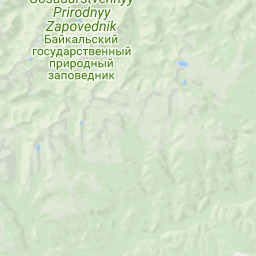 Prirodnyy
Zapovednik
Байкальский
государственный
природный
заповедник